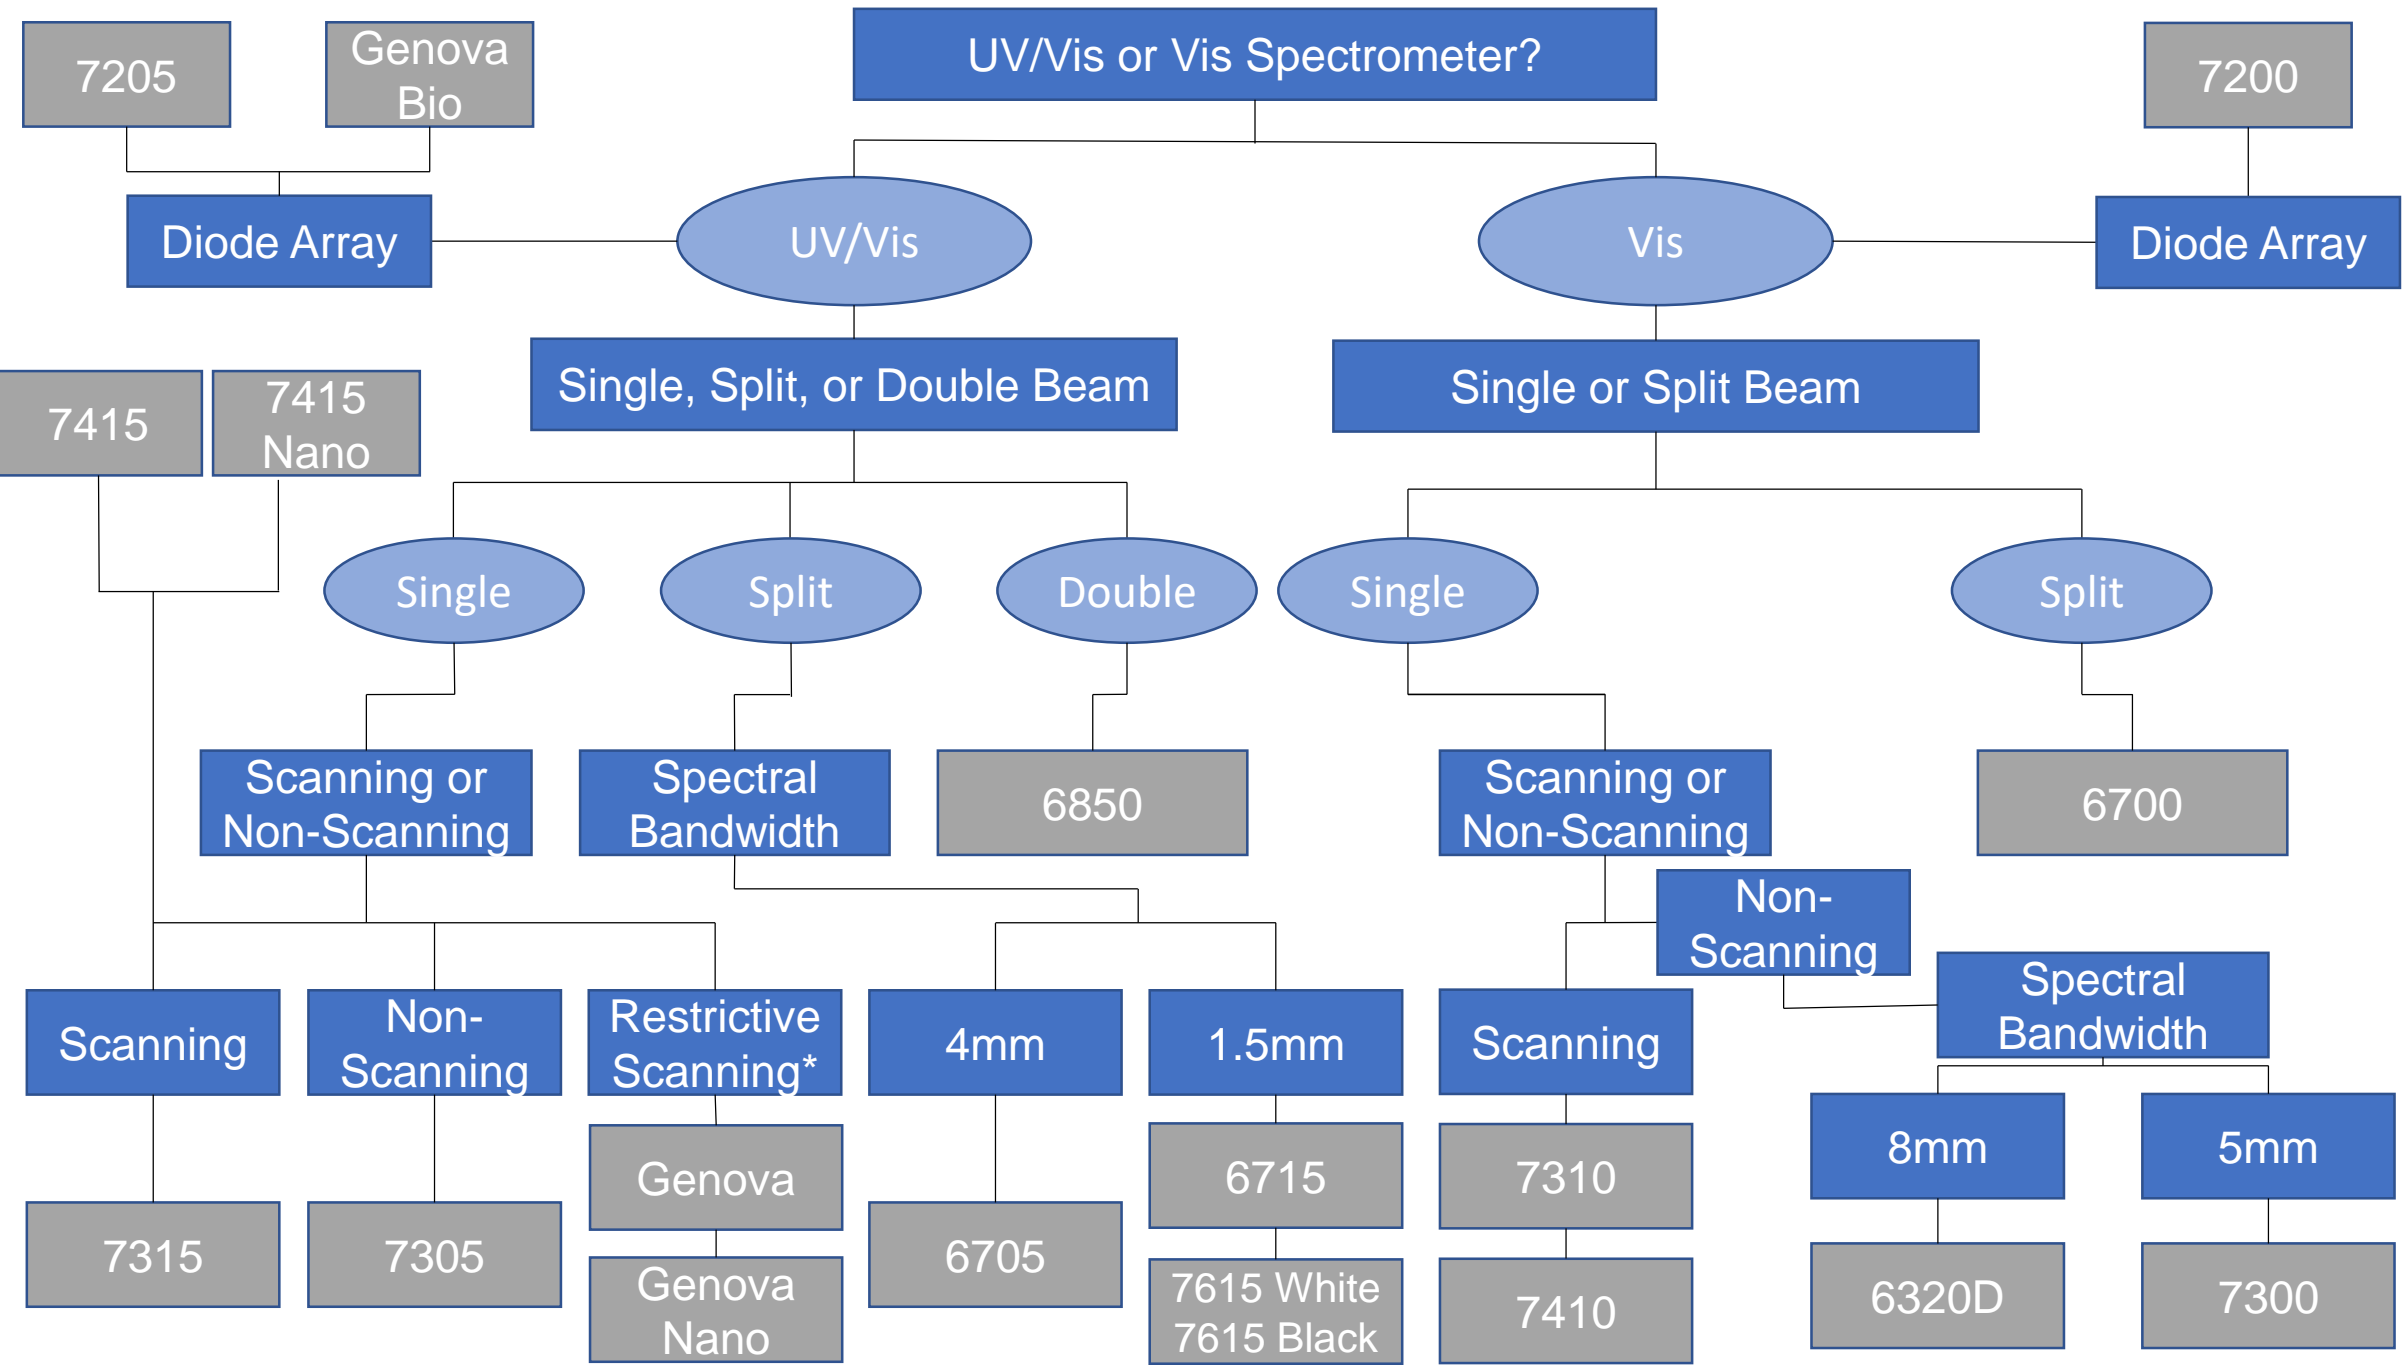 UV/Vis or Vis Spectrometer?
7205
Genova
Bio
7200
Diode Array
UV/Vis
Vis
Diode Array
Single, Split, or Double Beam
Single or Split Beam
7415
7415
Nano
Single
Split
Double
Single
Split
Scanning or
Non-Scanning
Spectral
Bandwidth
6850
Scanning or
Non-Scanning
6700
Non-
Scanning
Spectral
Bandwidth
Scanning
Non-
Scanning
Restrictive
Scanning*
4mm
1.5mm
Scanning
8mm
5mm
Genova
6715
7310
7315
7305
Genova
Nano
6705
7615 White
7615 Black
7410
6320D
7300